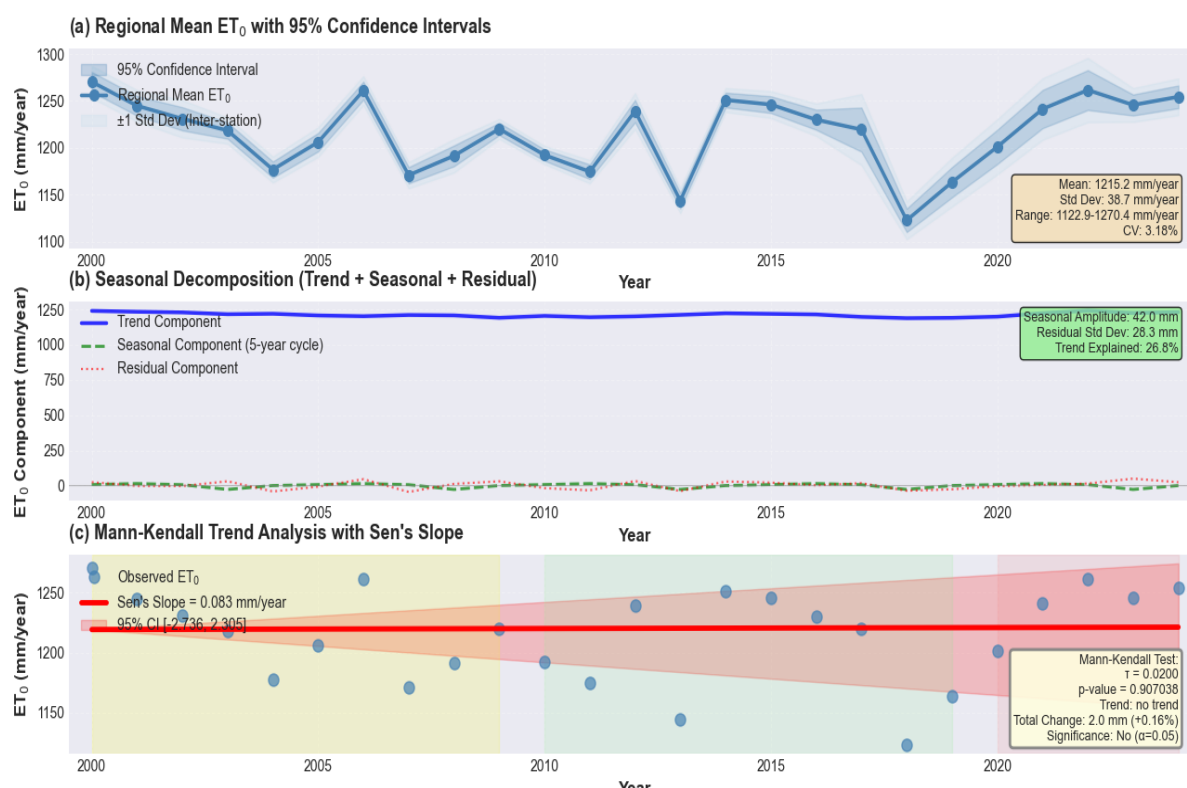 (a) Regional Mean ET₀ with 95% Confidence Intervals
ET₀ (mm/year)
1300
1250
1200
1150
1100
95% Confidence Interval
Regional Mean ET₀
±1 Std Dev (Inter-station)
Mean: 1215.2 mm/year
Std Dev: 38.7 mm/year
Range: 1122.9-1270.4 mm/year
CV: 3.18%
2000 2005 2010 2015 2020
Year
(b) Seasonal Decomposition (Trend + Seasonal + Residual)
ET₀ Component (mm/year)
1250
1000
750
500
250
0
Trend Component
Seasonal Component (5-year cycle)
Residual Component
Seasonal Amplitude: 42.0 mm
Residual Std Dev: 28.3 mm
Trend Explained: 26.8%
2000 2005 2010 2015 2020
Year
(c) Mann-Kendall Trend Analysis with Sen's Slope
ET₀ (mm/year)
1250
1200
1150
Observed ET₀
Sen's Slope = 0.083 mm/year
95% CI [-2.736, 2.305]
Mann-Kendall Test:
τ = 0.0200
p-value = 0.907038
Trend: no trend
Total Change: 2.0 mm (+0.16%)
Significance: No (α=0.05)
2000 2005 2010 2015 2020
Year